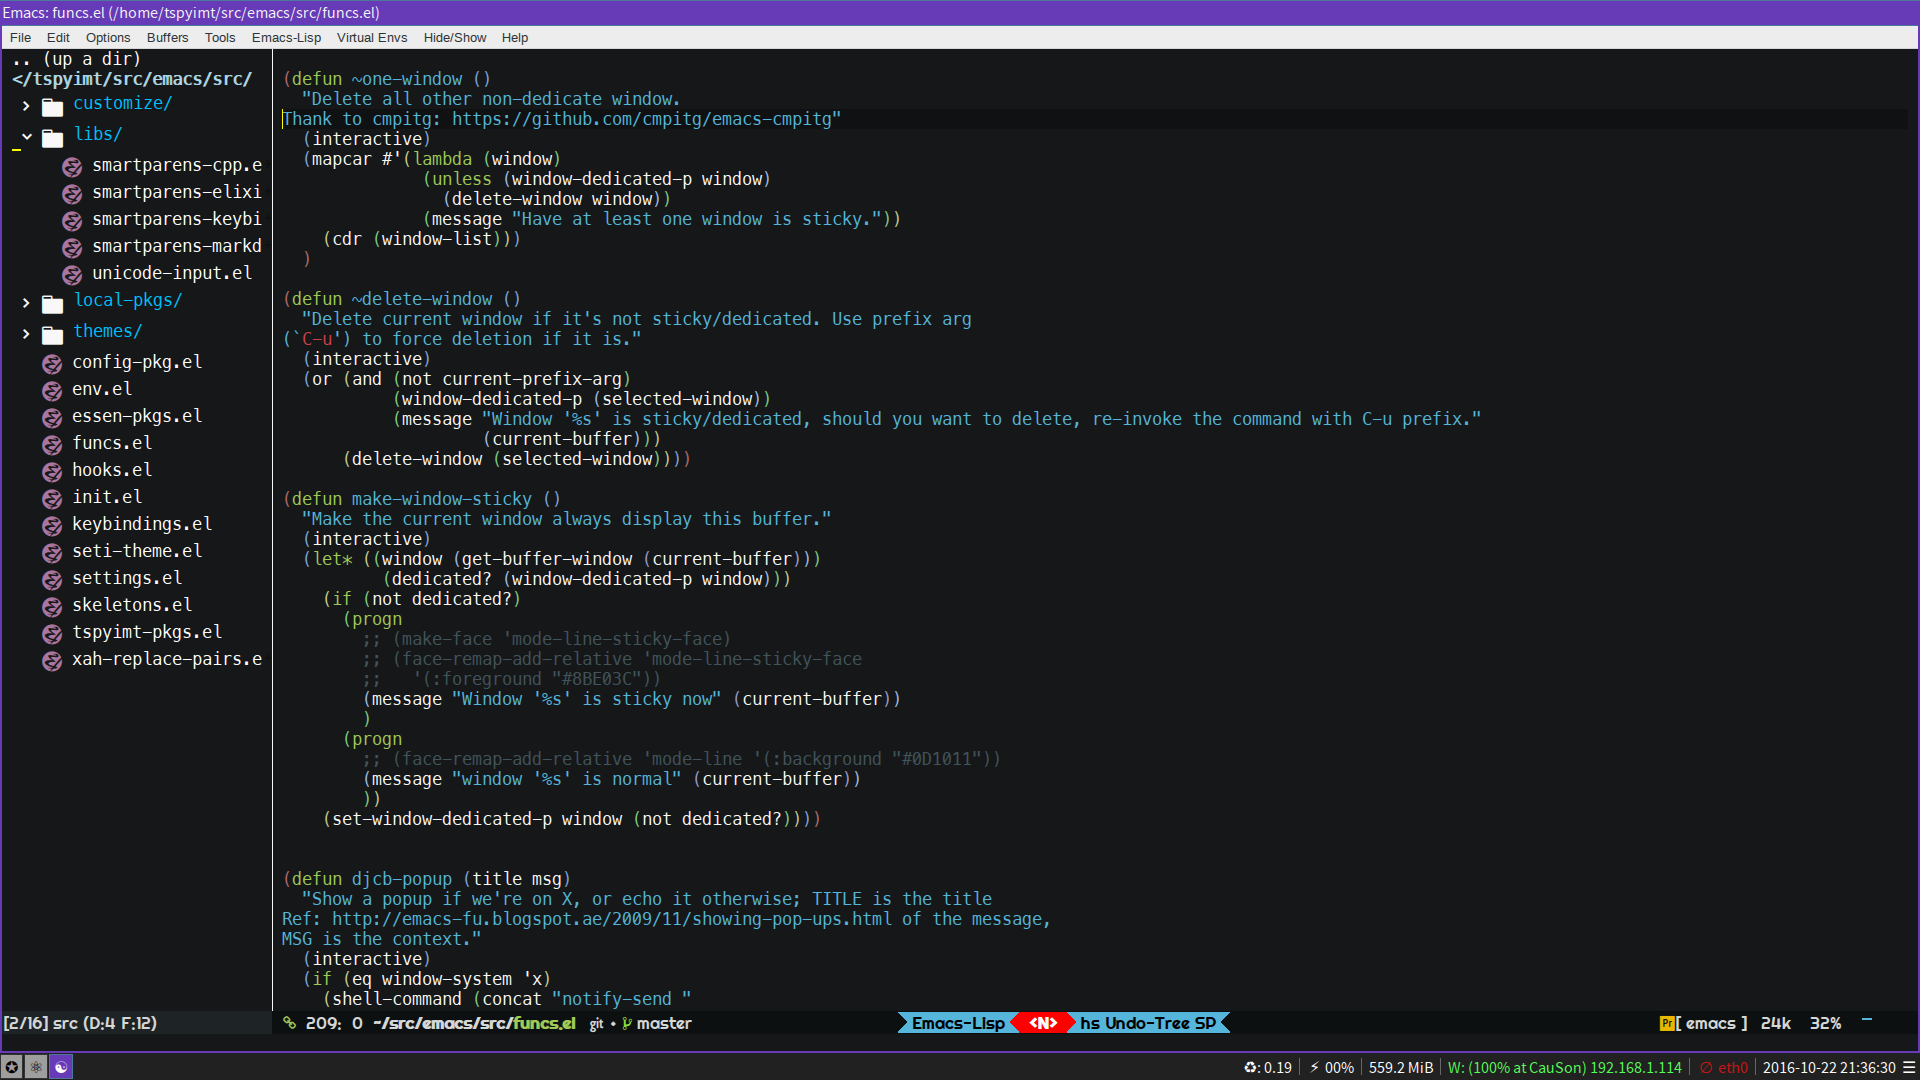 Emacs: funcs.el (/home/tspyimt/src/emacs/src/funcs.el)
File Edit Options Buffers Tools Emacs-Lisp Virtual Envs Hide/Show Help
.. (up a dir)
</tspyimt/src/emacs/src/
customize/
libs/
smartparens-cpp.e
smartparens-elixi
smartparens-keybi
smartparens-markd
unicode-input.el
local-pkgs/
themes/
config-pkg.el
env.el
essen-pkgs.el
funcs.el
hooks.el
init.el
keybindings.el
seti-theme.el
settings.el
skeletons.el
tspyimt-pkgs.el
xah-replace-pairs.e
(defun ~one-window ()
  "Delete all other non-dedicate window.
Thank to cmpitg: https://github.com/cmpitg/emacs-cmpitg"
  (interactive)
  (mapcar #'(lambda (window)
              (unless (window-dedicated-p window)
                (delete-window window))
              (message "Have at least one window is sticky."))
    (cdr (window-list)))
  )
(defun ~delete-window ()
  "Delete current window if it's not sticky/dedicated. Use prefix arg
(`C-u') to force deletion if it is."
  (interactive)
  (or (and (not current-prefix-arg)
           (window-dedicated-p (selected-window))
           (message "Window '%s' is sticky/dedicated, should you want to delete, re-invoke the command with C-u prefix."
                    (current-buffer)))
      (delete-window (selected-window))))
(defun make-window-sticky ()
  "Make the current window always display this buffer."
  (interactive)
  (let* ((window (get-buffer-window (current-buffer)))
          (dedicated? (window-dedicated-p window)))
    (if (not dedicated?)
      (progn
        ;; (make-face 'mode-line-sticky-face)
        ;; (face-remap-add-relative 'mode-line-sticky-face
        ;;   '(:foreground "#8BE03C"))
        (message "Window '%s' is sticky now" (current-buffer))
        )
      (progn
        ;; (face-remap-add-relative 'mode-line '(:background "#0D1011"))
        (message "window '%s' is normal" (current-buffer))
        ))
    (set-window-dedicated-p window (not dedicated?))))
(defun djcb-popup (title msg)
  "Show a popup if we're on X, or echo it otherwise; TITLE is the title
Ref: http://emacs-fu.blogspot.ae/2009/11/showing-pop-ups.html of the message,
MSG is the context."
  (interactive)
  (if (eq window-system 'x)
    (shell-command (concat "notify-send "
[2/16] src (D:4 F:12)
209: 0 ~/src/emacs/src/funcs.el git • master Emacs-Lisp <N> hs Undo-Tree SP Pr[ emacs ] 24k 32%
: 0.19 ⚡ 00% 559.2 MiB W: (100% at CauSon) 192.168.1.114 ∅ eth0 2016-10-22 21:36:30